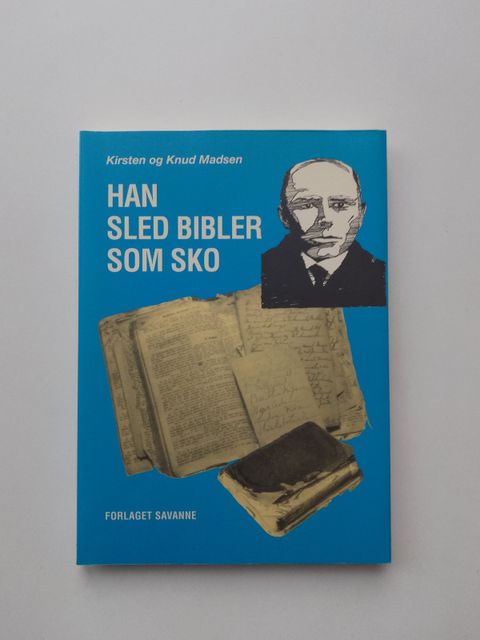 Kirsten og Knud Madsen
HAN
SLED BIBLER
SOM SKO
FORLAGET SAVANNE